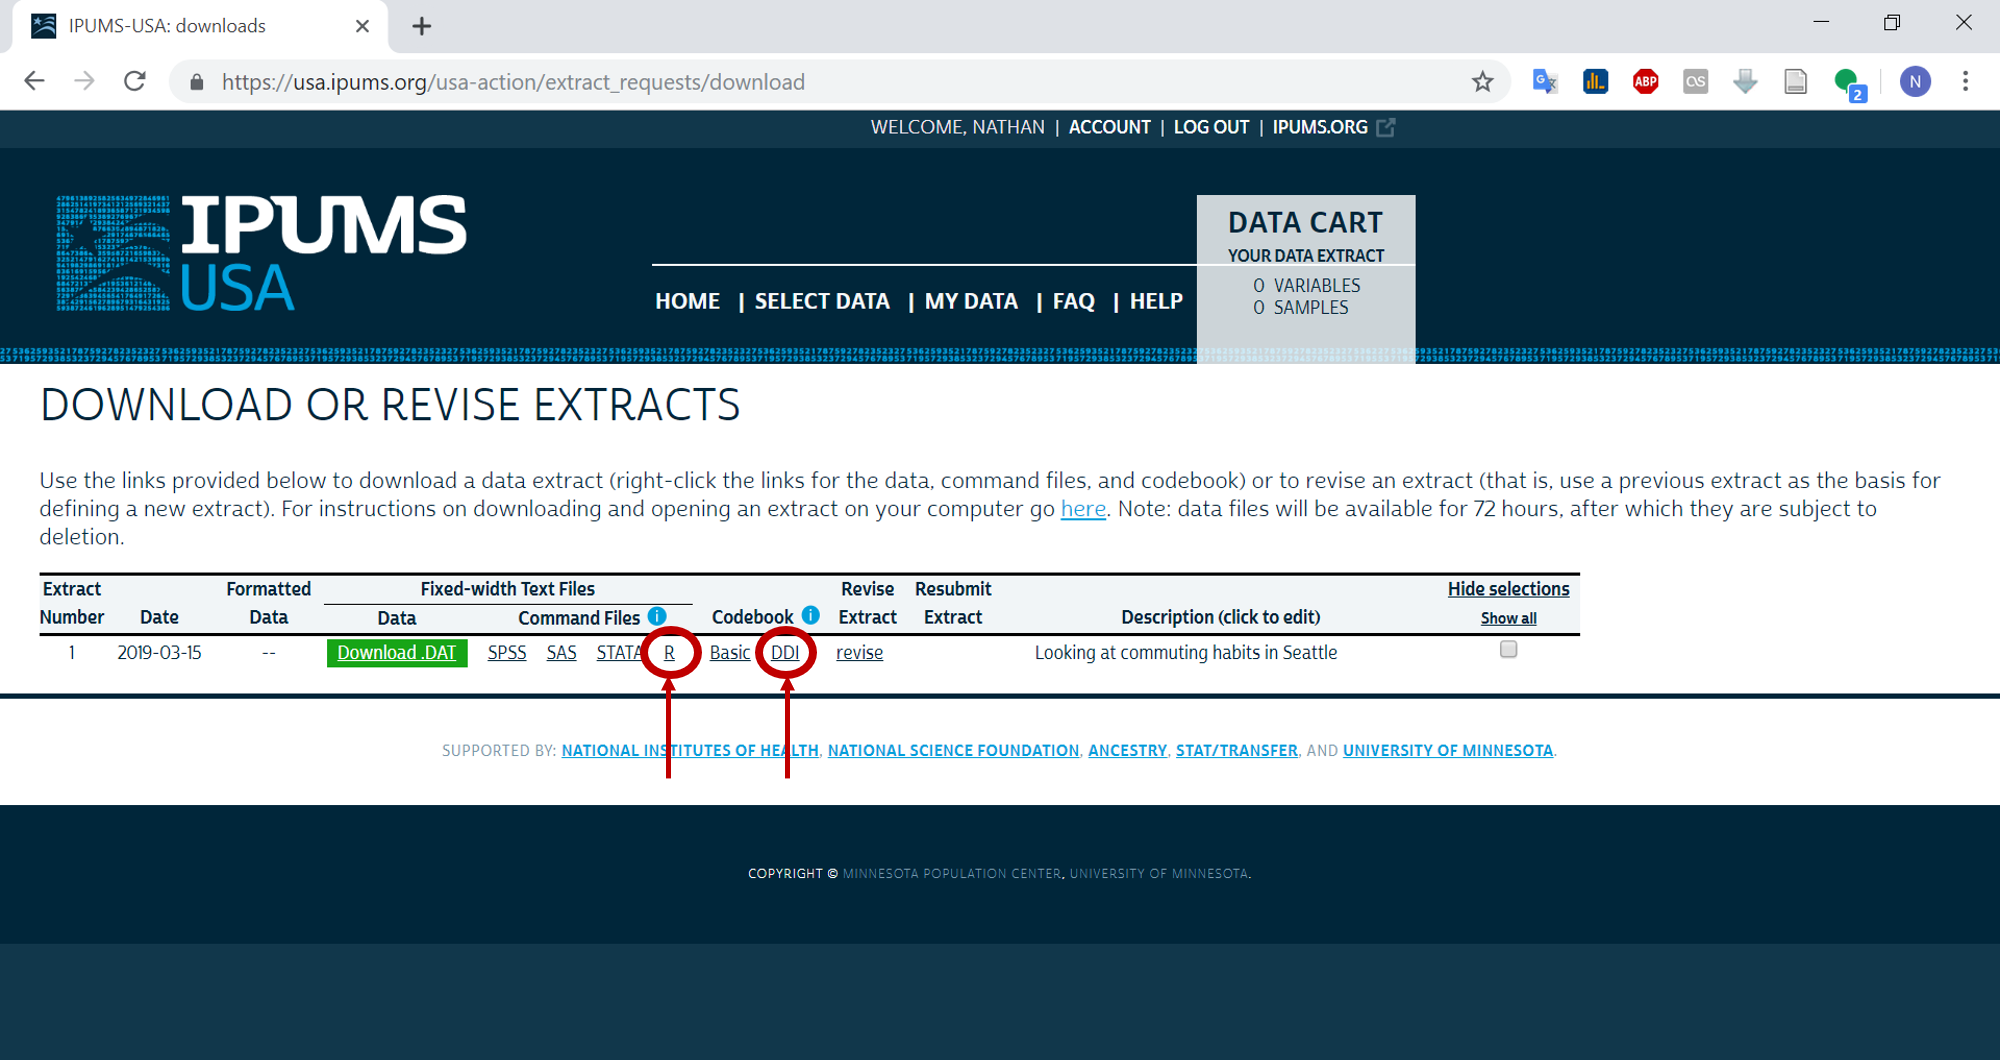 IPUMS-USA: downloads
https://usa.ipums.org/usa-action/extract_requests/download
ABP
2
N
WELCOME, NATHAN | ACCOUNT | LOG OUT | IPUMS.ORG
IPUMS
USA
DATA CART
YOUR DATA EXTRACT
0 VARIABLES
0 SAMPLES
HOME | SELECT DATA | MY DATA | FAQ | HELP
DOWNLOAD OR REVISE EXTRACTS
Use the links provided below to download a data extract (right-click the links for the data, command files, and codebook) or to revise an extract (that is, use a previous extract as the basis for
defining a new extract). For instructions on downloading and opening an extract on your computer go here. Note: data files will be available for 72 hours, after which they are subject to
deletion.
Extract Formatted Fixed-width Text Files Revise Resubmit Hide selections
Number Date Data Data Command Files i Codebook i Extract Extract Description (click to edit) Show all
1 2019-03-15 -- Download .DAT SPSS SAS STATA R Basic DDI revise Looking at commuting habits in Seattle
SUPPORTED BY: NATIONAL INSTITUTES OF HEALTH, NATIONAL SCIENCE FOUNDATION, ANCESTRY, STAT/TRANSFER, AND UNIVERSITY OF MINNESOTA.
COPYRIGHT © MINNESOTA POPULATION CENTER, UNIVERSITY OF MINNESOTA.